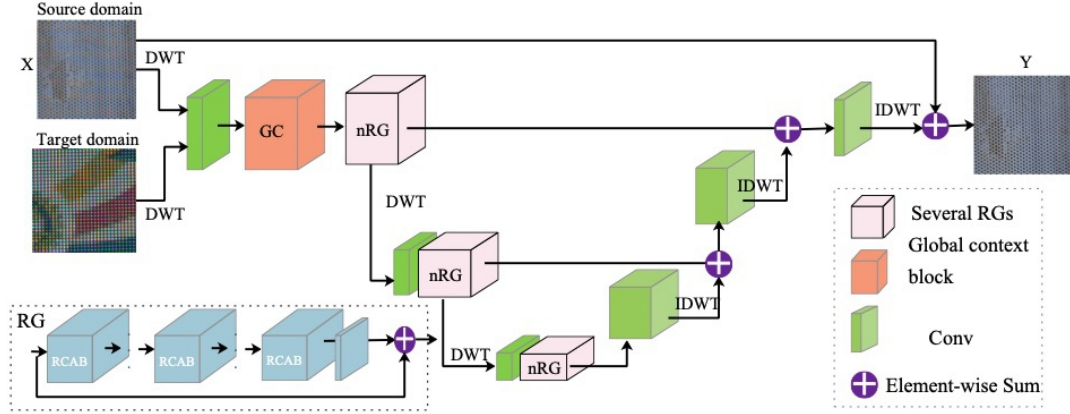 Source domain
X
DWT
Target domain
DWT
GC
nRG
DWT
nRG
DWT
nRG
IDWT
IDWT
IDWT
Y
RG
RCAB
RCAB
RCAB
Several RGs
Global context
block
Conv
Element-wise Sum